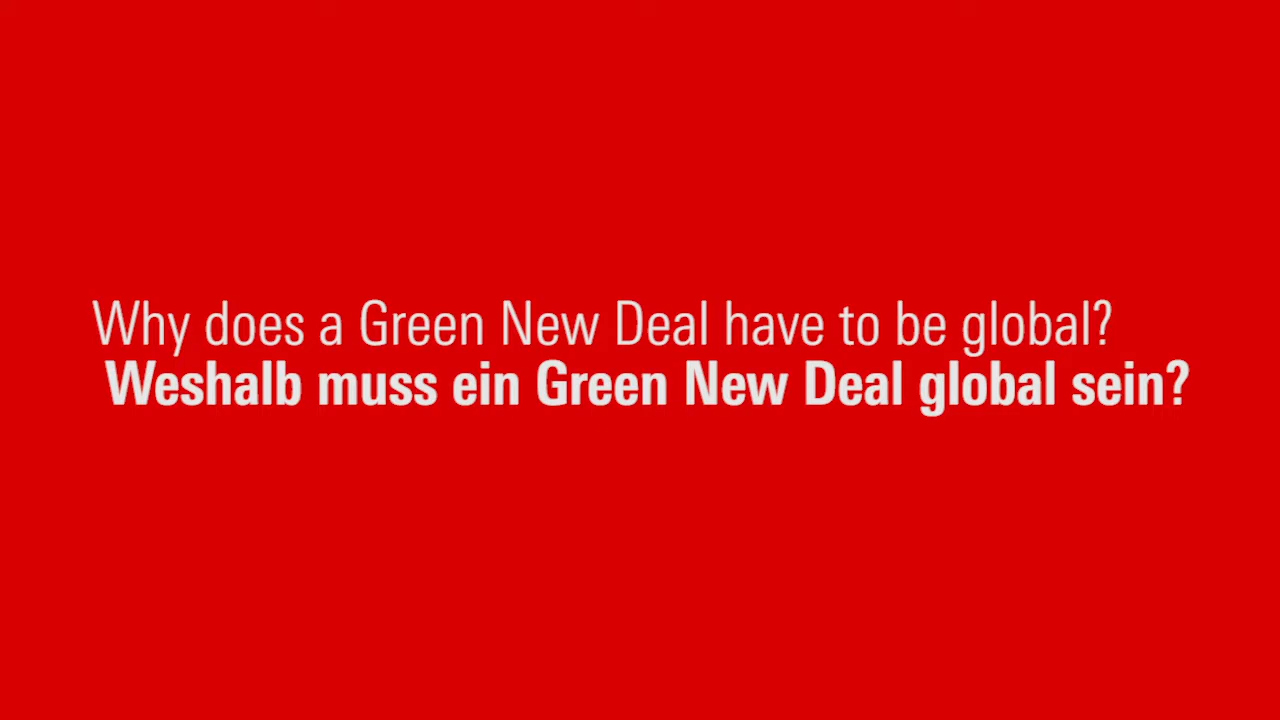 Why does a Green New Deal have to be global?
Weshalb muss ein Green New Deal global sein?